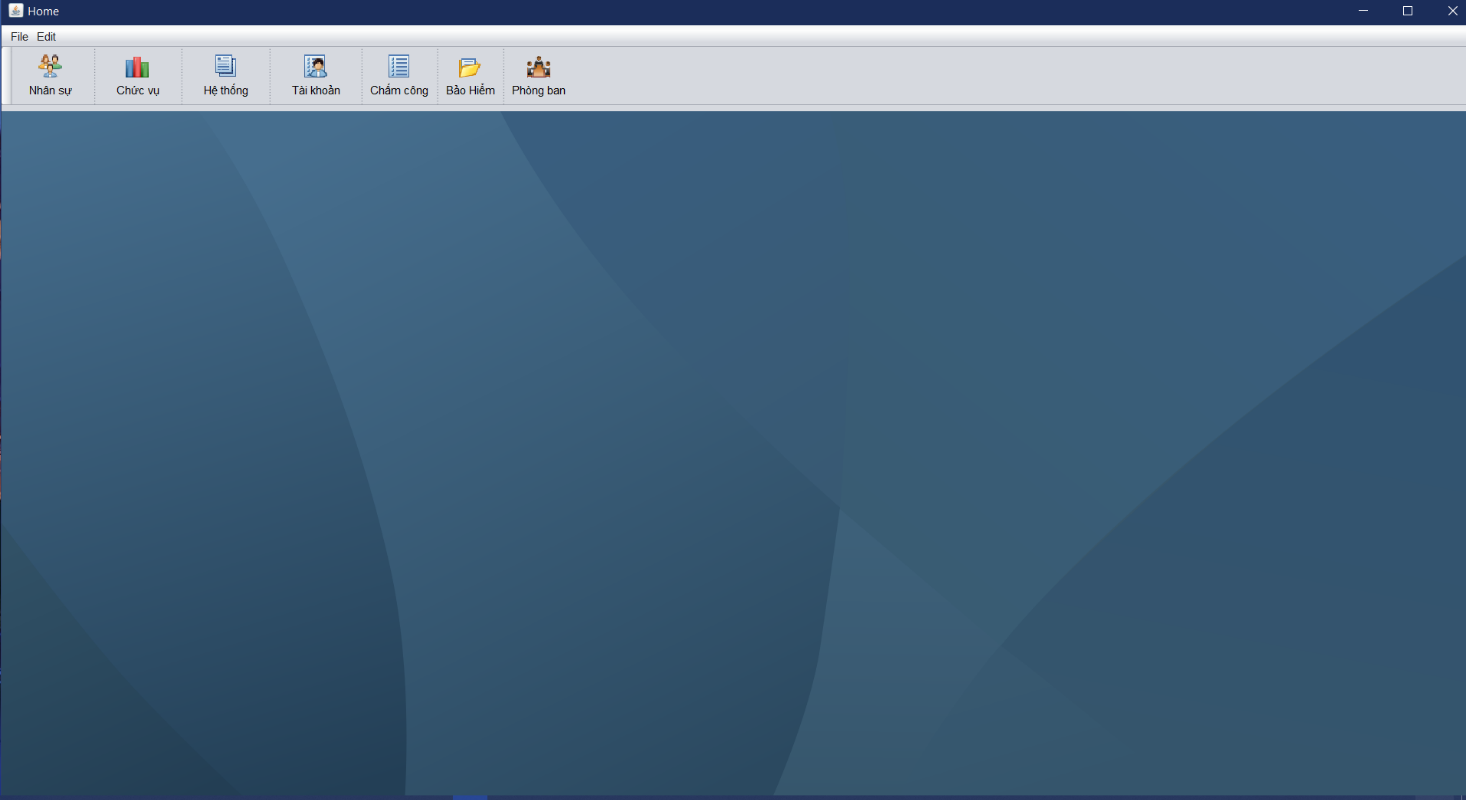 Home
File Edit
Nhân sự Chức vụ Hệ thống Tài khoản Chấm công Bảo Hiểm Phòng ban